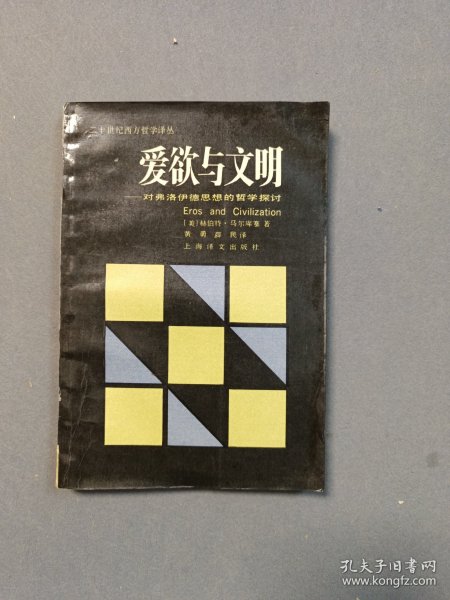 二十世纪西方哲学译丛
爱欲与文明
——对弗洛伊德思想的哲学探讨
Eros and Civilization
〔美〕赫伯特·马尔库塞 著
黄勇 薛民 译
上海译文出版社
孔夫子旧书网
www.kongfz.com